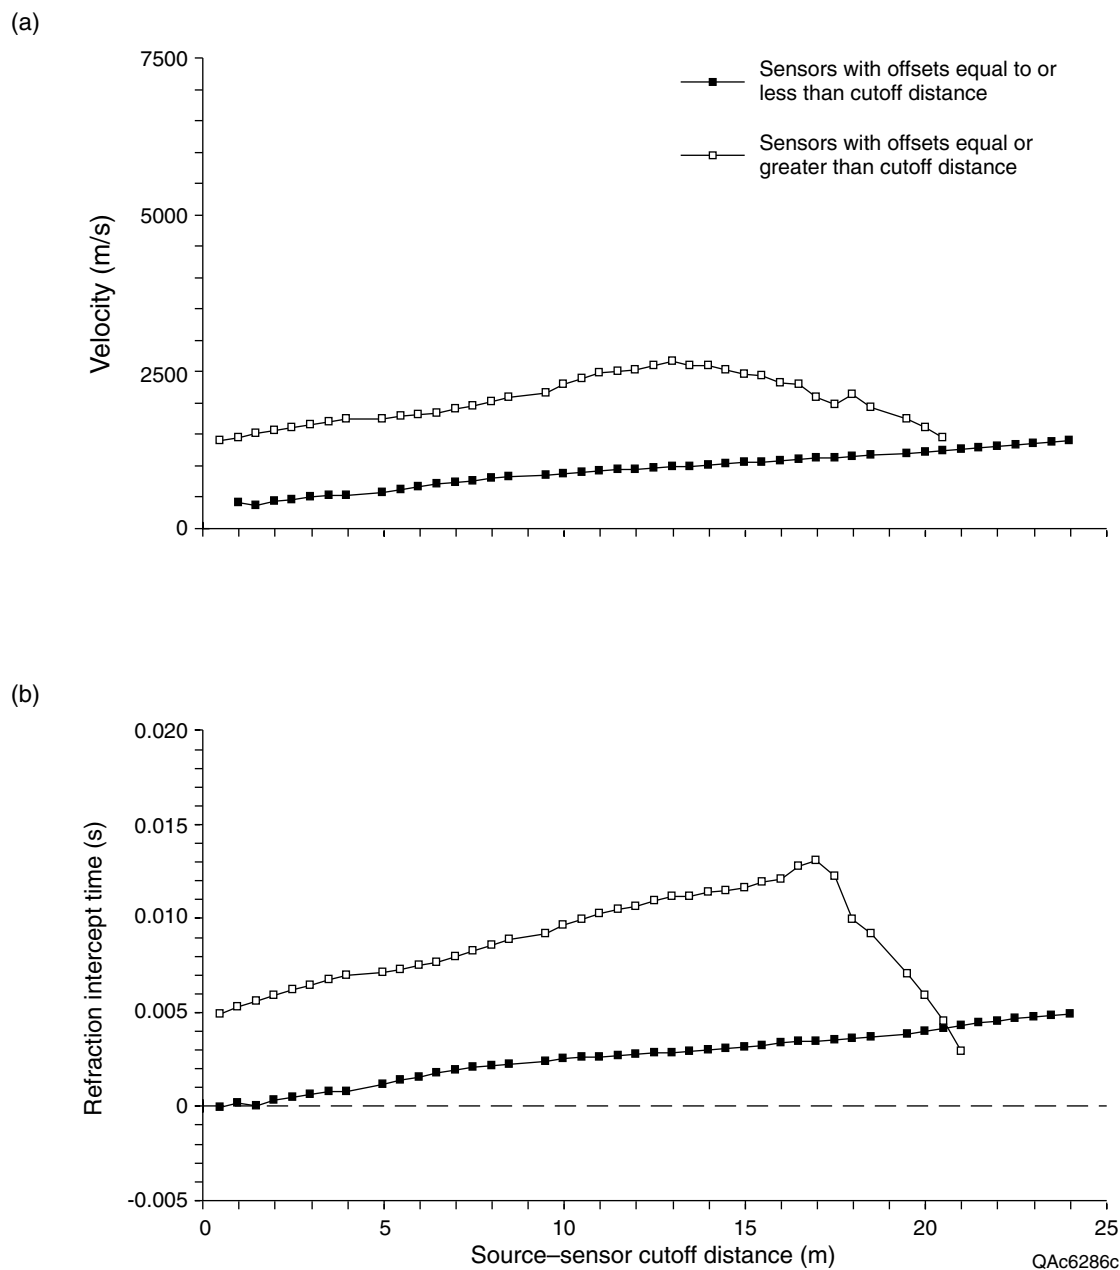 (a)
7500
5000
2500
0
Velocity (m/s)
Sensors with offsets equal to or
less than cutoff distance
Sensors with offsets equal or
greater than cutoff distance
(b)
0.020
0.015
0.010
0.005
0
-0.005
Refraction intercept time (s)
0 5 10 15 20 25
Source–sensor cutoff distance (m)
QAc6286c